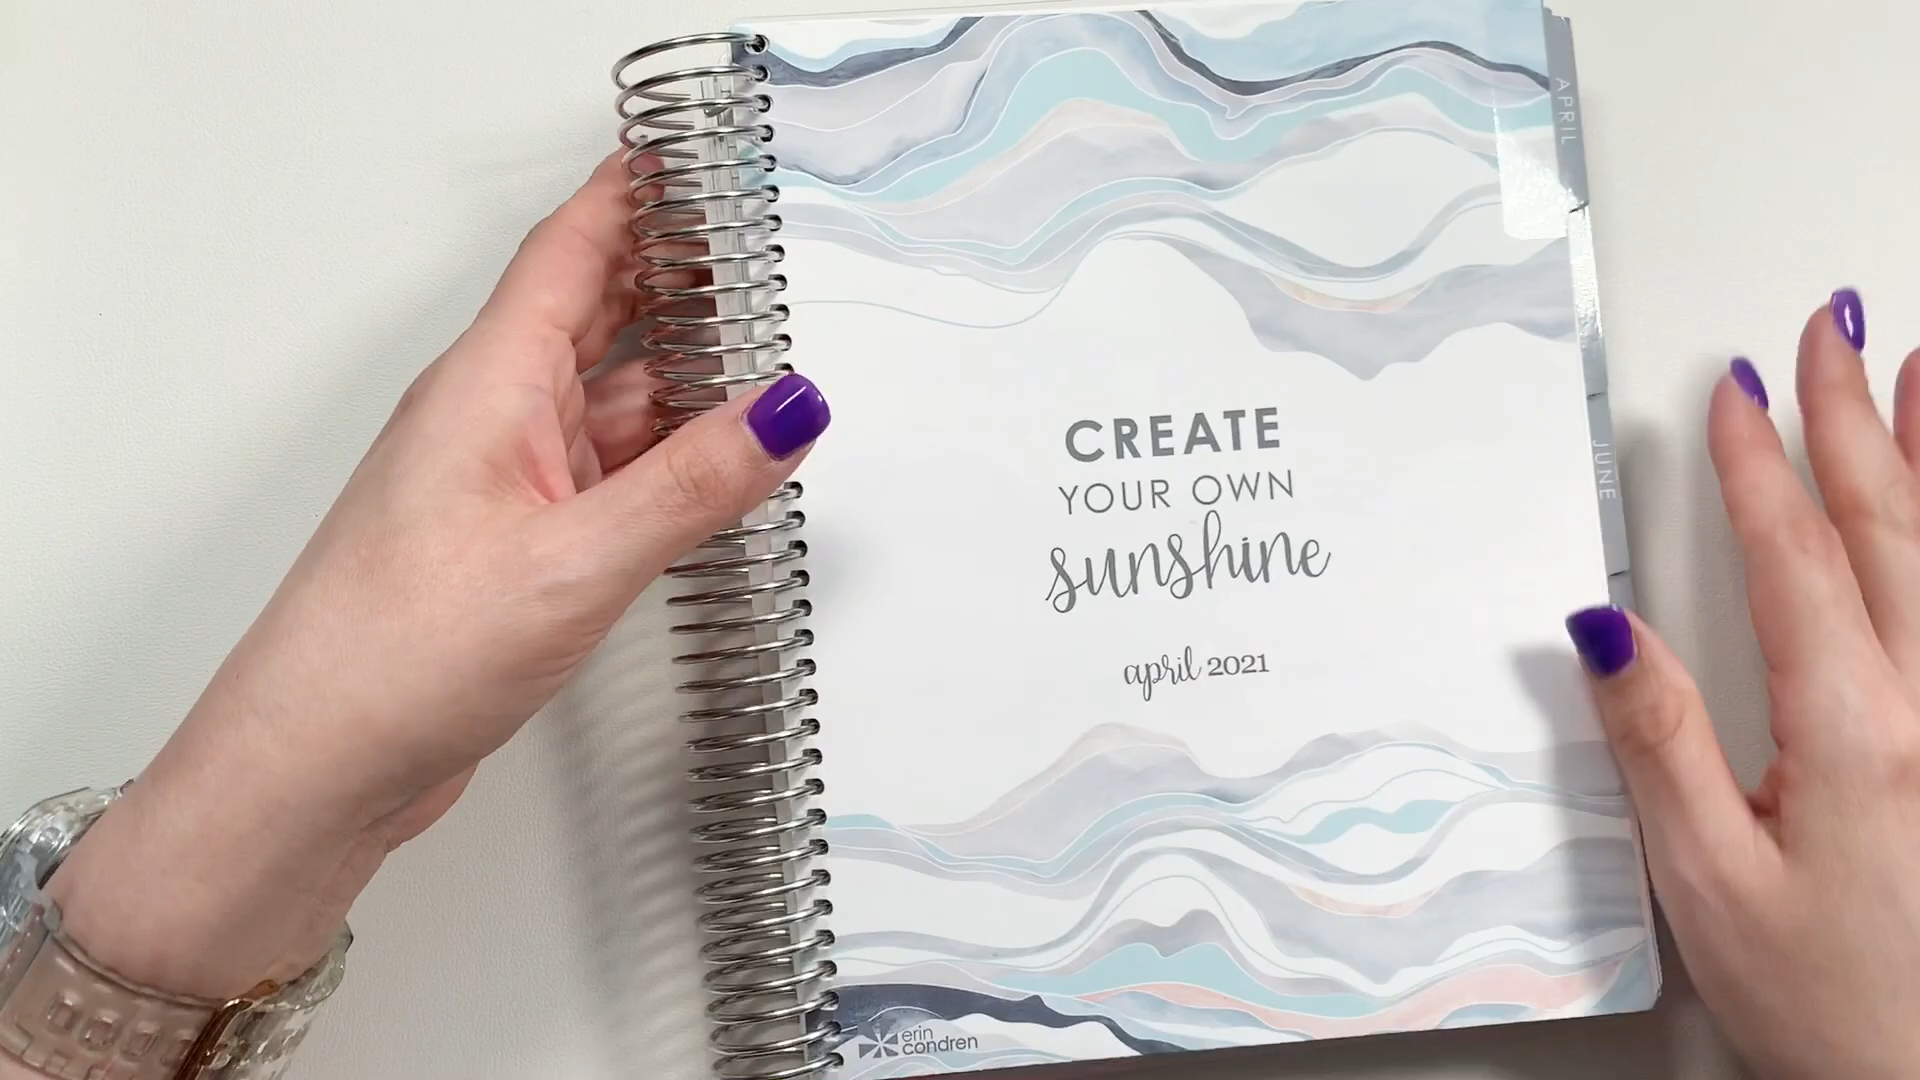 APRIL
CREATE
YOUR OWN
sunshine
april 2021
JUNE
erin
condren